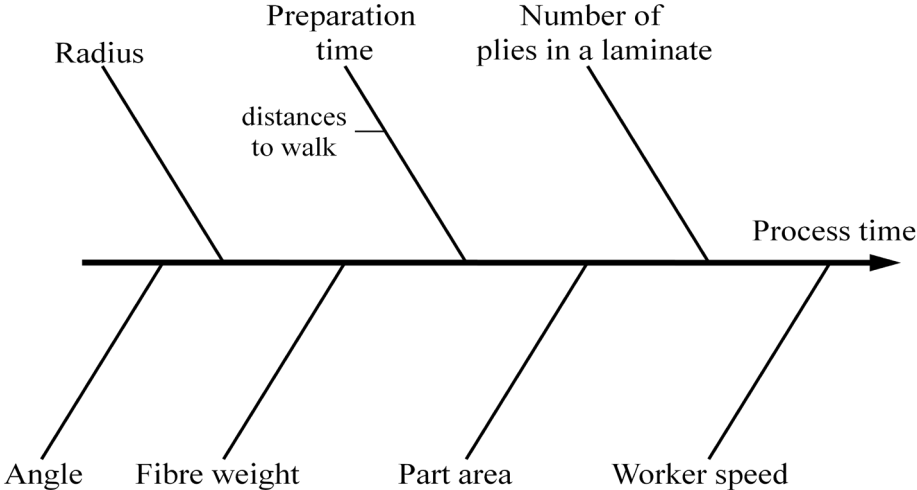 Radius
Preparation
time
Number of
plies in a laminate
distances
to walk
Process time
Angle
Fibre weight
Part area
Worker speed